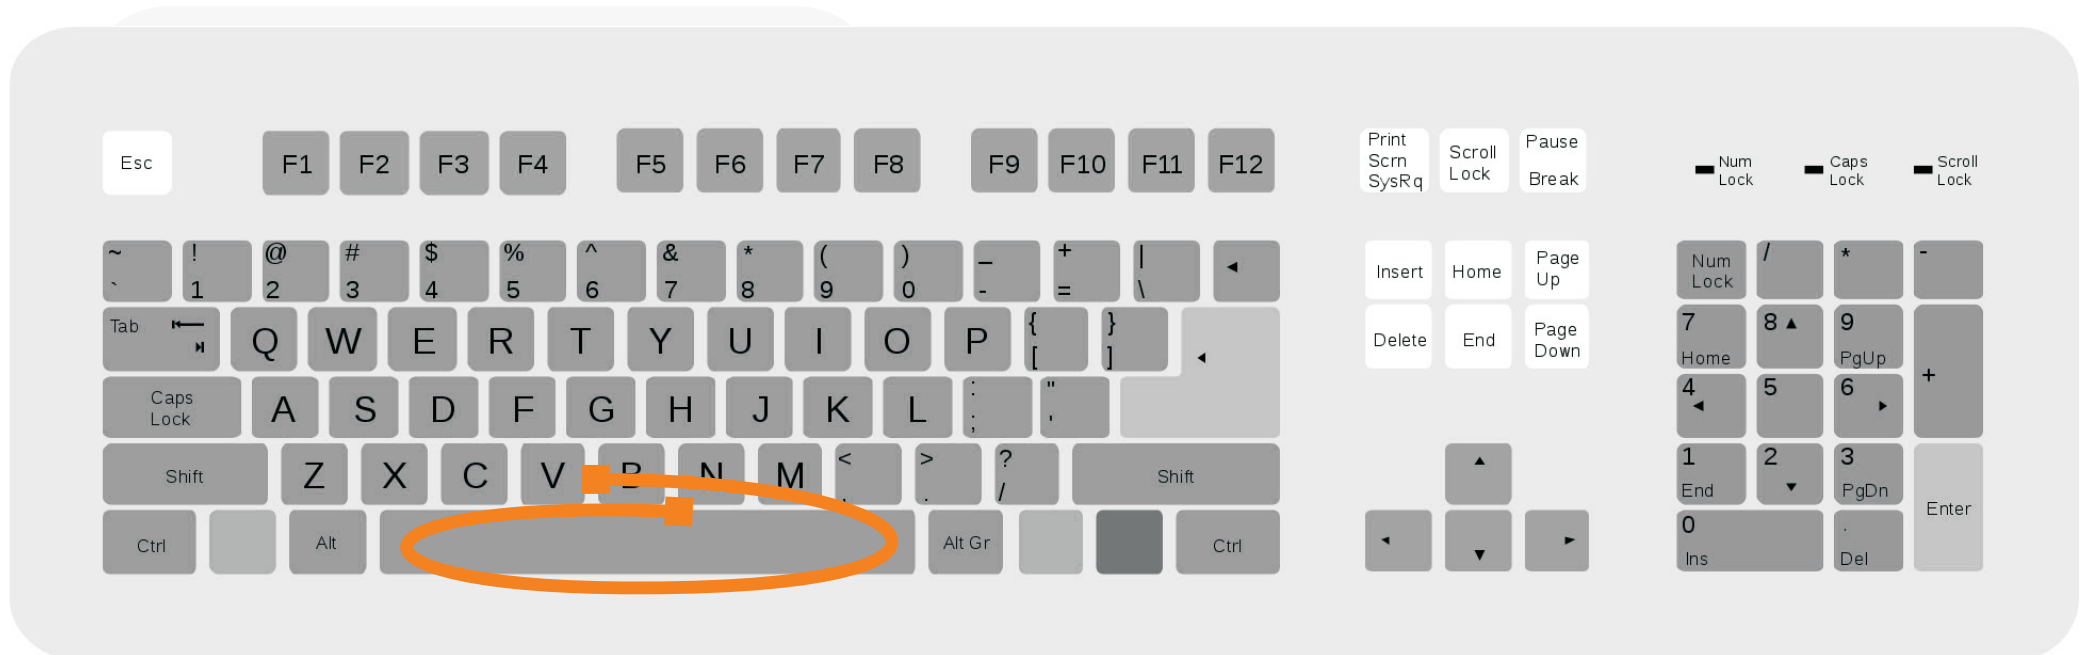 Esc F1 F2 F3 F4 F5 F6 F7 F8 F9 F10 F11 F12
Print
Scrn
SysRq
Scroll
Lock
Pause
Break
Num
Lock
Caps
Lock
Scroll
Lock
~ ! @ # $ % ^ & * ( ) _ + |
` 1 2 3 4 5 6 7 8 9 0 - = \
Insert Home Page
Up
Num
Lock
/ * -
Tab Q W E R T Y U I O P { }
[ ]
Delete End Page
Down
7 8 9
Home PgUp
+
Caps
Lock
A S D F G H J K L : "
; '
4 5 6
Shift Z X C V B N M < > ?
, . /
Shift
1 2 3
End PgDn
Enter
Ctrl Alt Alt Gr Ctrl
0 .
Ins Del